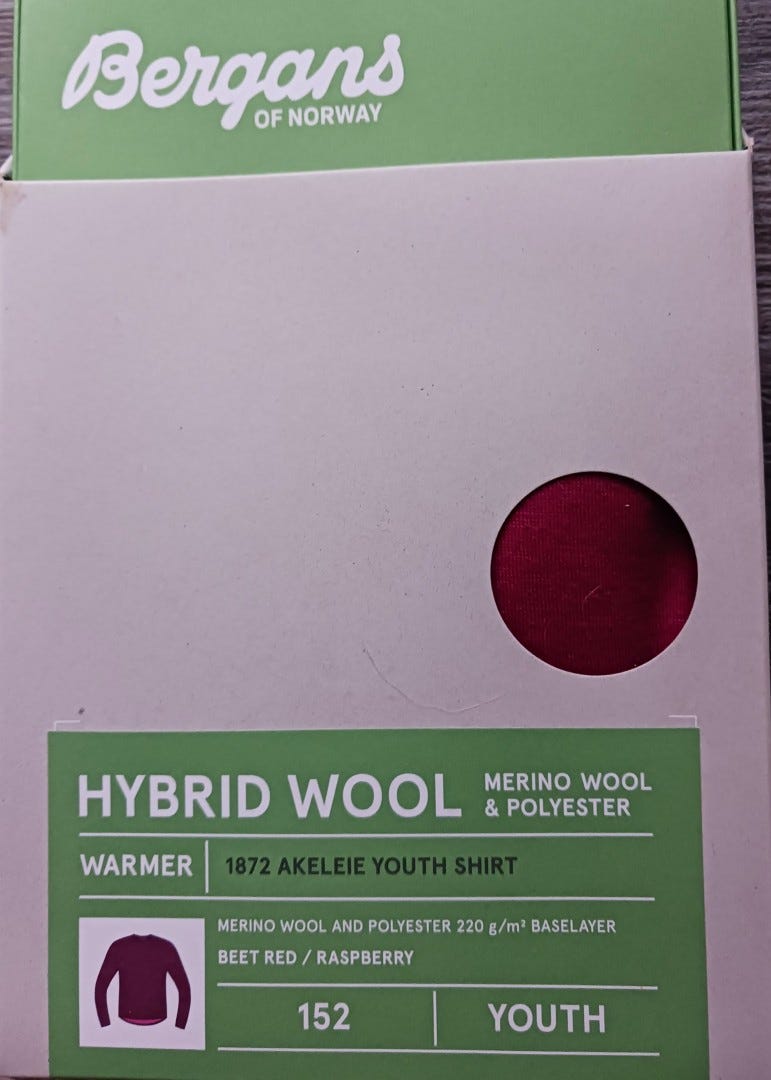 Bergans
OF NORWAY
HYBRID WOOL
MERINO WOOL
& POLYESTER
WARMER
1872 AKELEIE YOUTH SHIRT
MERINO WOOL AND POLYESTER 220 g/m² BASELAYER
BEET RED / RASPBERRY
152
YOUTH